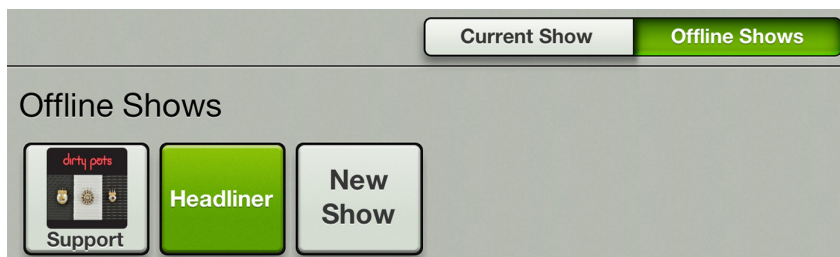 Current Show
Offline Shows
Offline Shows
dirty pots
Support
Headliner
New
Show